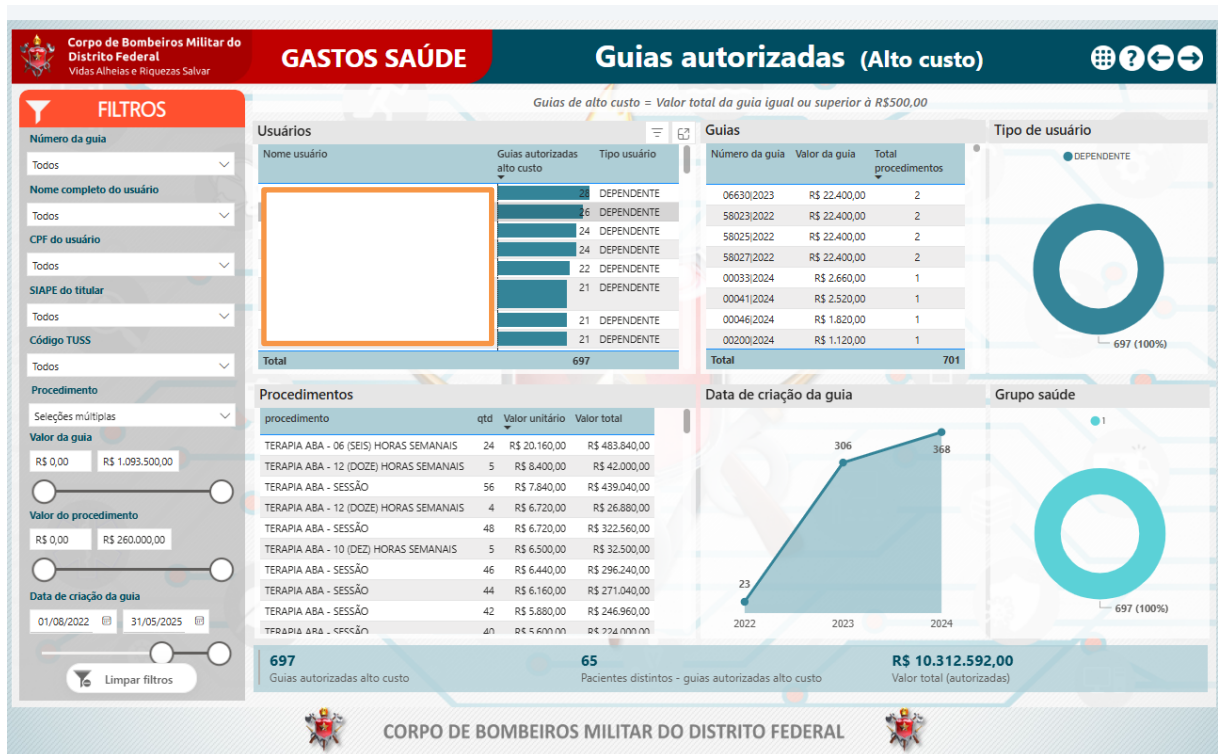 Corpo de Bombeiros Militar do
Distrito Federal
Vidas Alheias e Riquezas Salvar
GASTOS SAÚDE
Guias autorizadas (Alto custo)
?
FILTROS
Número da guia
Todos
Nome completo do usuário
Todos
CPF do usuário
Todos
SIAPE do titular
Todos
Código TUSS
Todos
Procedimento
Seleções múltiplas
Valor da guia
R$ 0,00 R$ 1.093.500,00
Valor do procedimento
R$ 0,00 R$ 260.000,00
Data de criação da guia
01/08/2022 31/05/2025
Limpar filtros
Guias de alto custo = Valor total da guia igual ou superior à R$500,00
Usuários
Nome usuário Guias autorizadas alto custo Tipo usuário
28 DEPENDENTE
26 DEPENDENTE
24 DEPENDENTE
24 DEPENDENTE
22 DEPENDENTE
21 DEPENDENTE
21 DEPENDENTE
21 DEPENDENTE
Total 697
Guias
Número da guia Valor da guia Total procedimentos
06630|2023 R$ 22.400,00 2
58023|2022 R$ 22.400,00 2
58025|2022 R$ 22.400,00 2
58027|2022 R$ 22.400,00 2
00033|2024 R$ 2.660,00 1
00041|2024 R$ 2.520,00 1
00046|2024 R$ 1.820,00 1
00200|2024 R$ 1.120,00 1
Total 701
Tipo de usuário
DEPENDENTE
697 (100%)
Procedimentos
procedimento qtd Valor unitário Valor total
TERAPIA ABA - 06 (SEIS) HORAS SEMANAIS 24 R$ 20.160,00 R$ 483.840,00
TERAPIA ABA - 12 (DOZE) HORAS SEMANAIS 5 R$ 8.400,00 R$ 42.000,00
TERAPIA ABA - SESSÃO 56 R$ 7.840,00 R$ 439.040,00
TERAPIA ABA - 12 (DOZE) HORAS SEMANAIS 4 R$ 6.720,00 R$ 26.880,00
TERAPIA ABA - SESSÃO 48 R$ 6.720,00 R$ 322.560,00
TERAPIA ABA - 10 (DEZ) HORAS SEMANAIS 5 R$ 6.500,00 R$ 32.500,00
TERAPIA ABA - SESSÃO 46 R$ 6.440,00 R$ 296.240,00
TERAPIA ABA - SESSÃO 44 R$ 6.160,00 R$ 271.040,00
TERAPIA ABA - SESSÃO 42 R$ 5.880,00 R$ 246.960,00
TERAPIA ABA - SESSÃO 40 R$ 5.600,00 R$ 224.000,00
Data de criação da guia
23
306
368
2022 2023 2024
Grupo saúde
1
697 (100%)
697
Guias autorizadas alto custo
65
Pacientes distintos - guias autorizadas alto custo
R$ 10.312.592,00
Valor total (autorizadas)
CORPO DE BOMBEIROS MILITAR DO DISTRITO FEDERAL